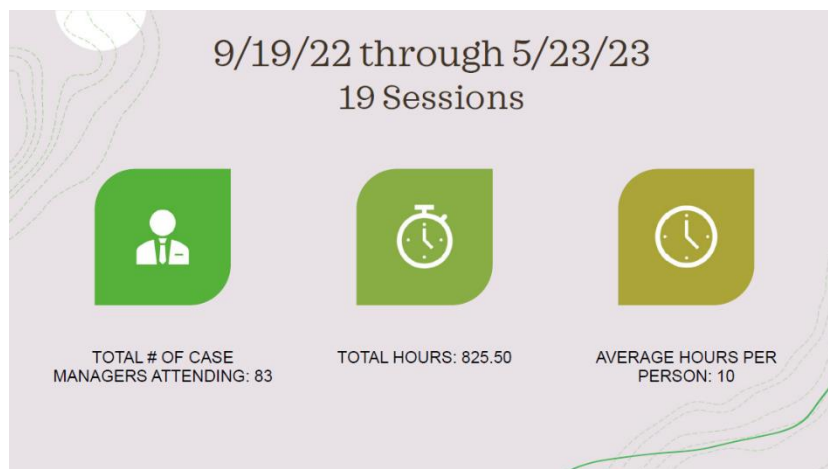 9/19/22 through 5/23/23
19 Sessions
TOTAL # OF CASE
MANAGERS ATTENDING: 83
TOTAL HOURS: 825.50
AVERAGE HOURS PER
PERSON: 10